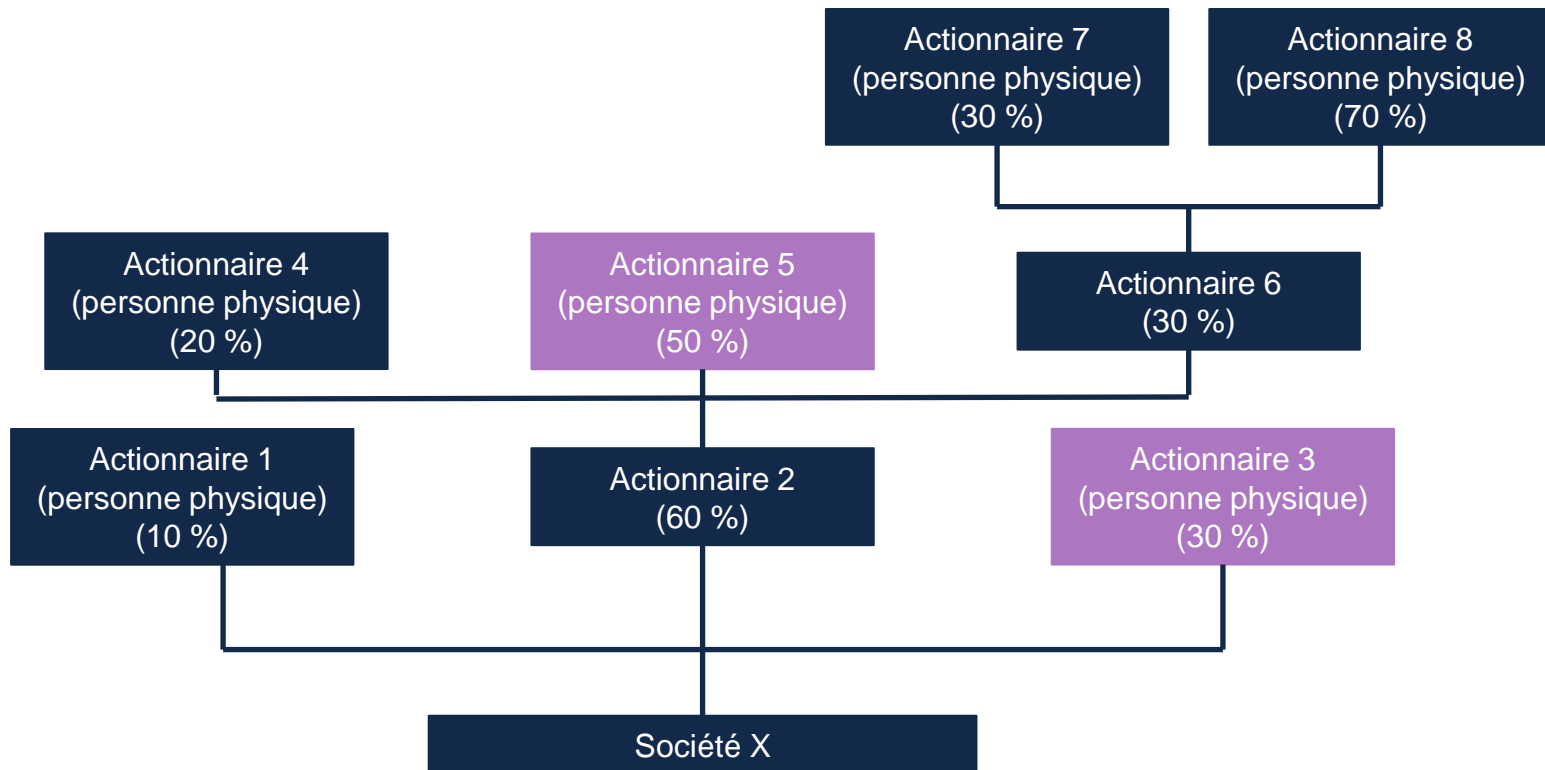 Actionnaire 7
(personne physique)
(30 %)
Actionnaire 8
(personne physique)
(70 %)
Actionnaire 4
(personne physique)
(20 %)
Actionnaire 5
(personne physique)
(50 %)
Actionnaire 6
(30 %)
Actionnaire 1
(personne physique)
(10 %)
Actionnaire 2
(60 %)
Actionnaire 3
(personne physique)
(30 %)
Société X